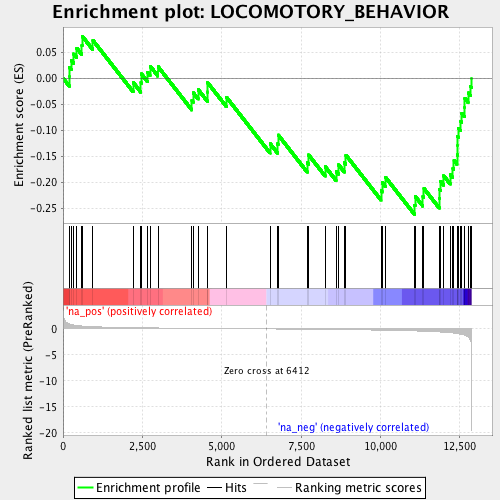 Enrichment plot: LOCOMOTORY_BEHAVIOR
Enrichment score (ES)
0.05
0.00
-0.05
-0.10
-0.15
-0.20
-0.25
'na_pos' (positively correlated)
Ranked list metric (PreRanked)
0
-5
-10
-15
-20
Zero cross at 6412
'na_neg' (negatively correlated)
0
2,500
5,000
7,500
10,000
12,500
Rank in Ordered Dataset
Enrichment profile
Hits
Ranking metric scores